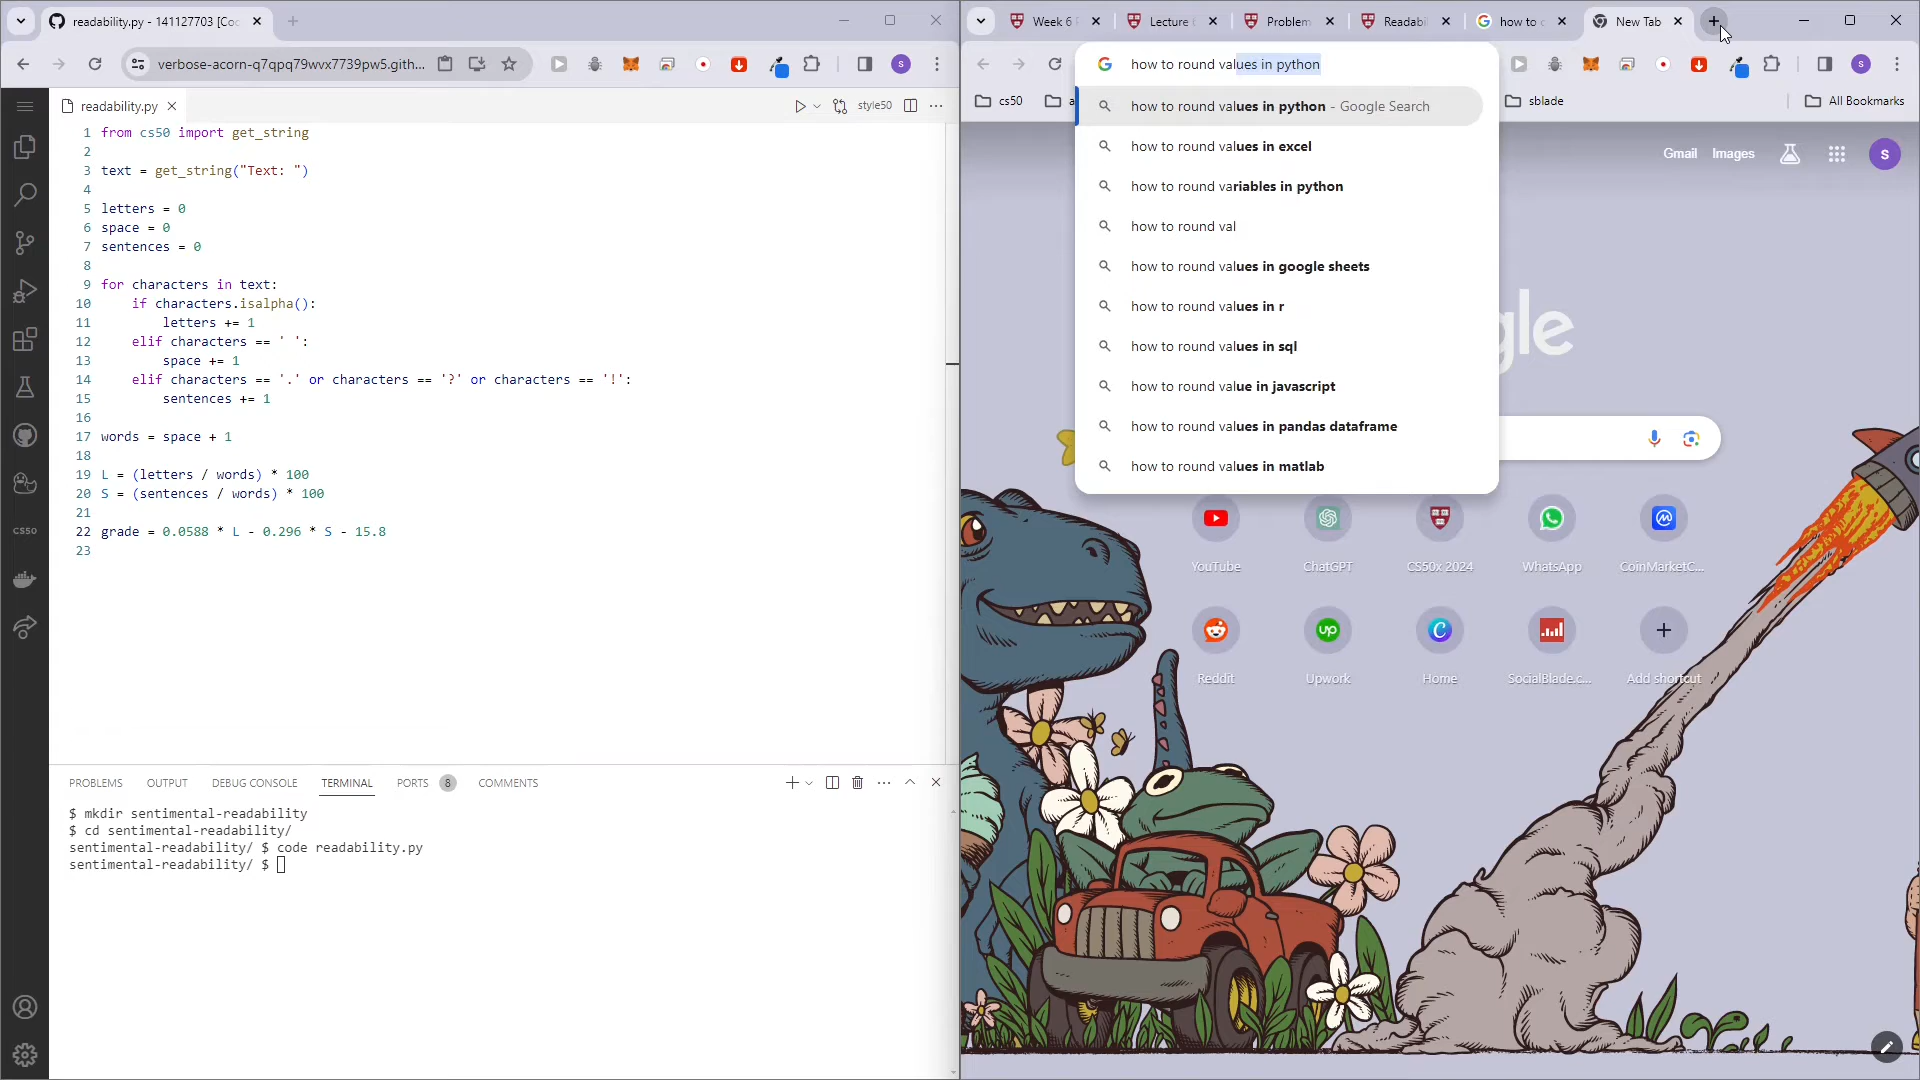 readability.py - 141127703 [Co
verbose-acorn-q7qpq79wvx7739pw5.gith...
readability.py
style50
1 from cs50 import get_string
2
3 text = get_string("Text: ")
4
5 letters = 0
6 space = 0
7 sentences = 0
8
9 for characters in text:
10 if characters.isalpha():
11 letters += 1
12 elif characters == ' ':
13 space += 1
14 elif characters == '.' or characters == '?' or characters == '!':
15 sentences += 1
16
17 words = space + 1
18
19 L = (letters / words) * 100
20 S = (sentences / words) * 100
21
22 grade = 0.0588 * L - 0.296 * S - 15.8
23
CS50
PROBLEMS OUTPUT DEBUG CONSOLE TERMINAL PORTS 8 COMMENTS
$ mkdir sentimental-readability
$ cd sentimental-readability/
sentimental-readability/ $ code readability.py
sentimental-readability/ $
Week 6 Lecture Problem Readabi how to New Tab
how to round values in python
how to round values in python - Google Search
how to round values in excel
how to round variables in python
how to round val
how to round values in google sheets
how to round values in r
how to round values in sql
how to round value in javascript
how to round values in pandas dataframe
how to round values in matlab
cs50
sblade
All Bookmarks
Gmail Images
S
gle
YouTube ChatGPT CS50x 2024 WhatsApp CoinMarketC...
Reddit Upwork Home SocialBlade.c... Add shortcut